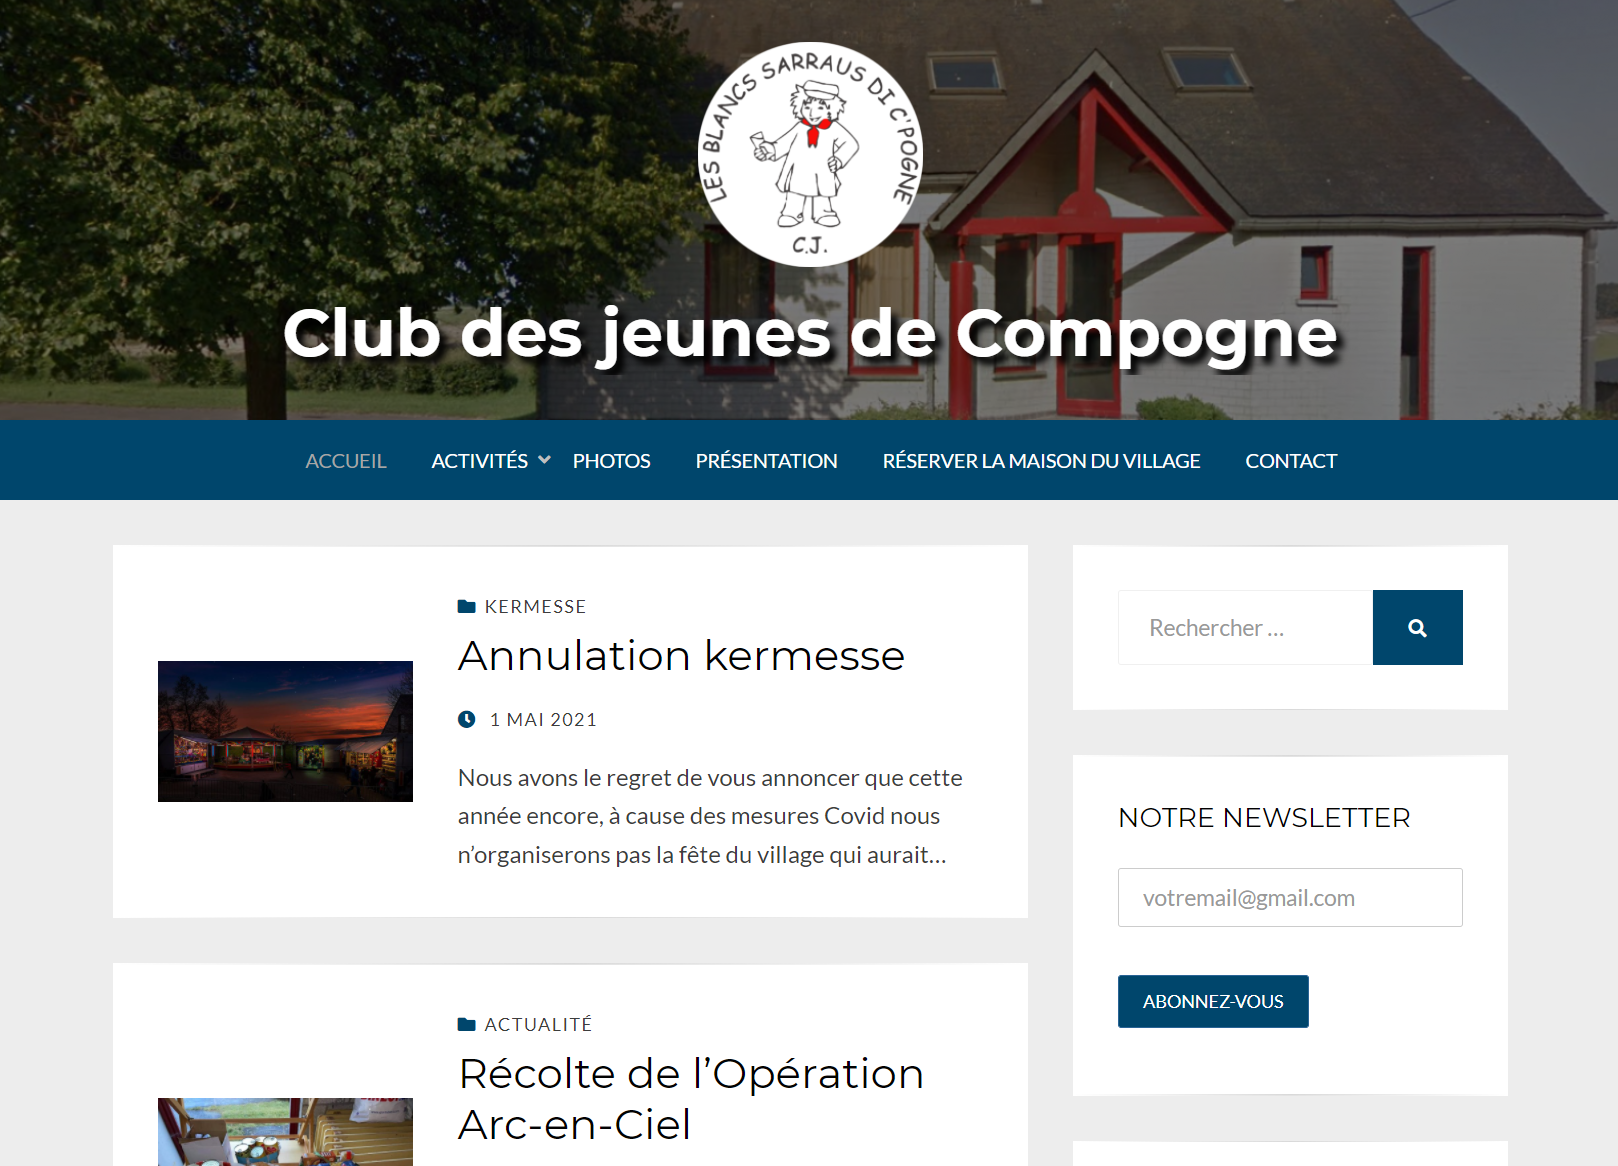 LES BLANCS SARRAUS DI C'POGNE
C.J.
Club des jeunes de Compogne
ACCUEIL
ACTIVITÉS
PHOTOS
PRÉSENTATION
RÉSERVER LA MAISON DU VILLAGE
CONTACT
KERMESSE
Annulation kermesse
1 MAI 2021
Nous avons le regret de vous annoncer que cette
année encore, à cause des mesures Covid nous
n’organiserons pas la fête du village qui aurait…
ACTUALITÉ
Récolte de l’Opération
Arc-en-Ciel
Rechercher …
NOTRE NEWSLETTER
votremail@gmail.com
ABONNEZ-VOUS